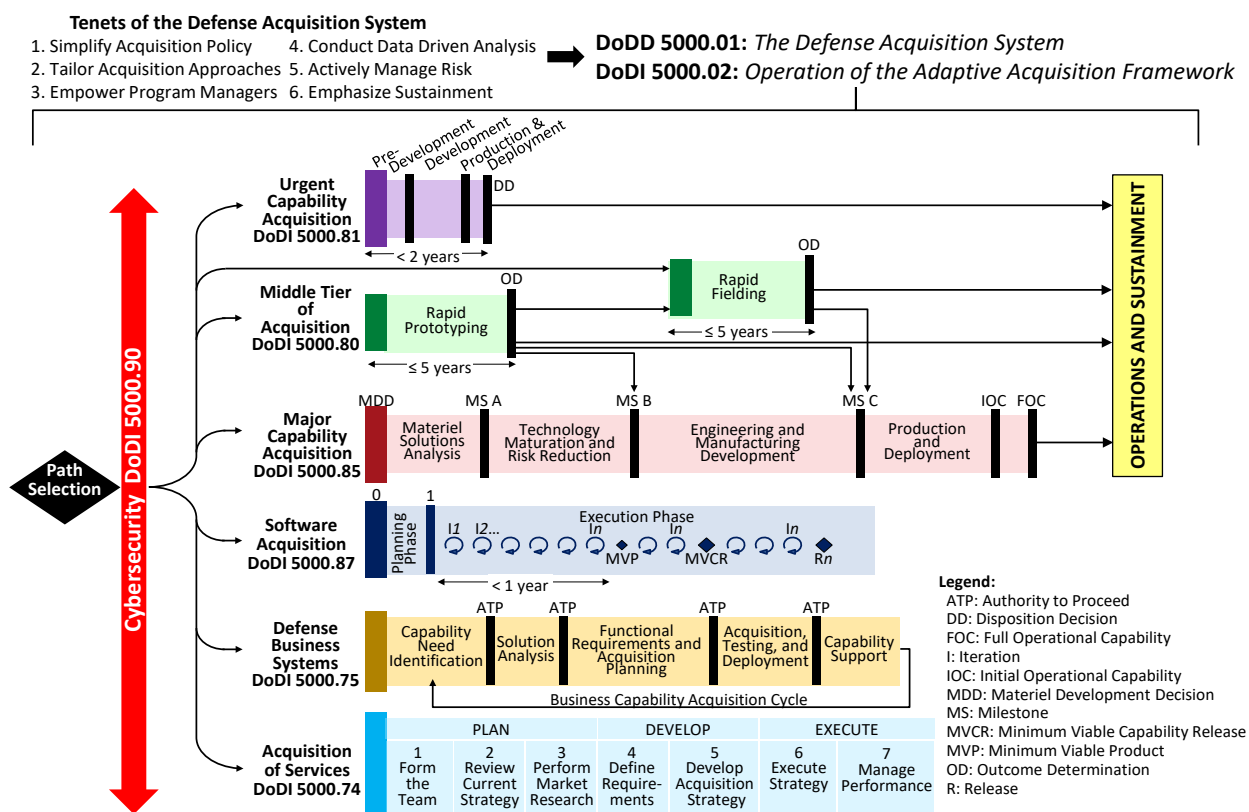 Tenets of the Defense Acquisition System
1. Simplify Acquisition Policy
2. Tailor Acquisition Approaches
3. Empower Program Managers
4. Conduct Data Driven Analysis
5. Actively Manage Risk
6. Emphasize Sustainment
DoDD 5000.01: The Defense Acquisition System
DoDI 5000.02: Operation of the Adaptive Acquisition Framework
Path
Selection
Cybersecurity DoDI 5000.90
Urgent
Capability
Acquisition
DoDI 5000.81
Pre-
Development
Development
Production &
Deployment
DD
< 2 years
Middle Tier
of
Acquisition
DoDI 5000.80
Rapid
Prototyping
OD
≤ 5 years
Rapid
Fielding
OD
≤ 5 years
Major
Capability
Acquisition
DoDI 5000.85
MDD
MS A
MS B
MS C
IOC
FOC
Materiel
Solutions
Analysis
Technology
Maturation and
Risk Reduction
Engineering and
Manufacturing
Development
Production
and
Deployment
OPERATIONS AND SUSTAINMENT
Software
Acquisition
DoDI 5000.87
0
1
Planning
Phase
Execution Phase
I1
I2...
In
In
In
MVP
MVCR
Rn
< 1 year
Defense
Business
Systems
DoDI 5000.75
ATP
ATP
ATP
ATP
Capability
Need
Identification
Solution
Analysis
Functional
Requirements and
Acquisition
Planning
Acquisition,
Testing, and
Deployment
Capability
Support
Business Capability Acquisition Cycle
Acquisition
of Services
DoDI 5000.74
PLAN
DEVELOP
EXECUTE
1
Form
the
Team
2
Review
Current
Strategy
3
Perform
Market
Research
4
Define
Require-
ments
5
Develop
Acquisition
Strategy
6
Execute
Strategy
7
Manage
Performance
Legend:
ATP: Authority to Proceed
DD: Disposition Decision
FOC: Full Operational Capability
I: Iteration
IOC: Initial Operational Capability
MDD: Materiel Development Decision
MS: Milestone
MVCR: Minimum Viable Capability Release
MVP: Minimum Viable Product
OD: Outcome Determination
R: Release